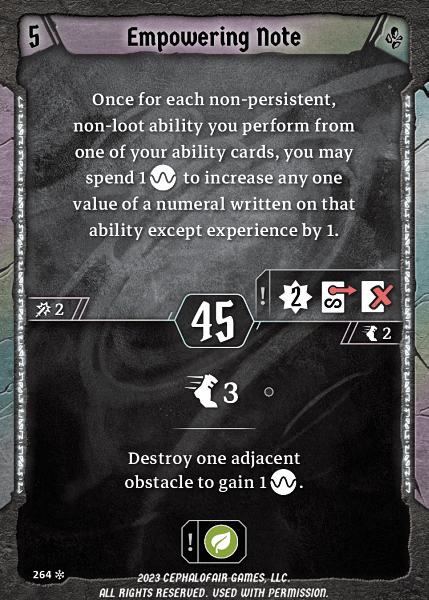 5 Empowering Note
Once for each non-persistent,
non-loot ability you perform from
one of your ability cards, you may
spend 1 to increase any one
value of a numeral written on that
ability except experience by 1.
! 2
2
45
2
3
Destroy one adjacent
obstacle to gain 1 .
!
264
2023 CEPHALOFAIR GAMES, LLC.
ALL RIGHTS RESERVED. USED WITH PERMISSION.